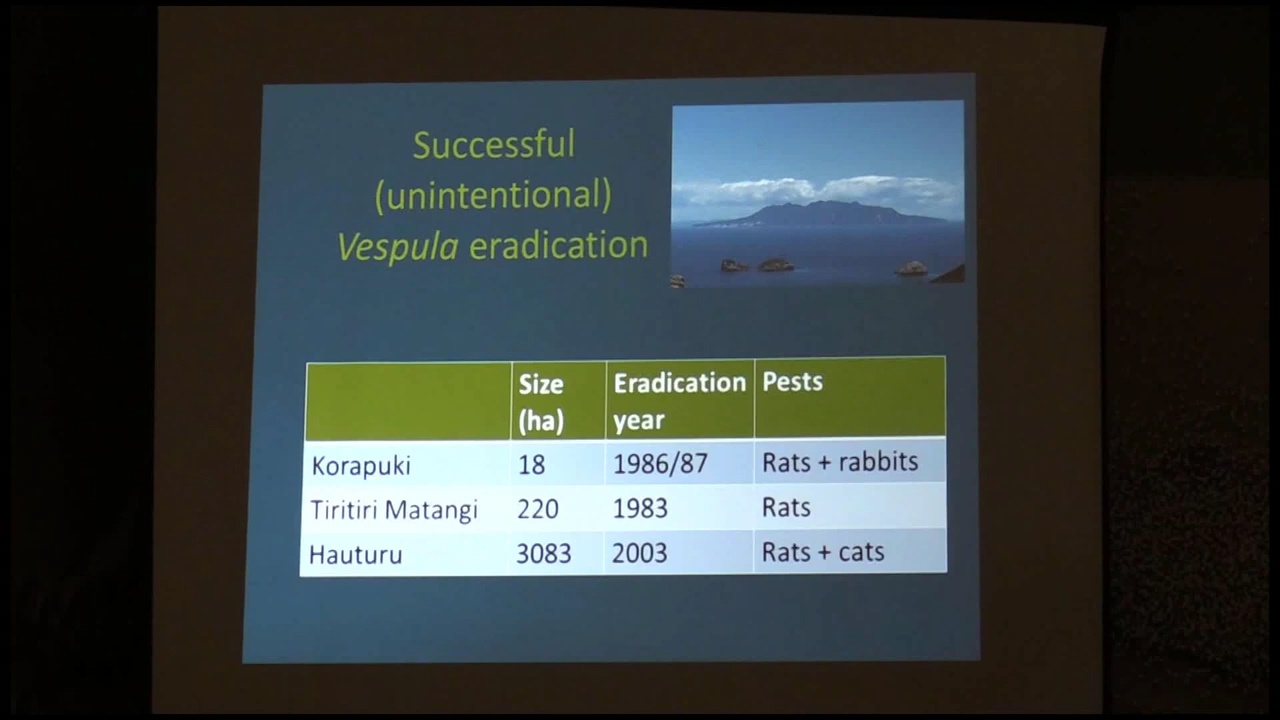 Successful
(unintentional)
Vespula eradication
Size (ha) Eradication year Pests
Korapuki 18 1986/87 Rats + rabbits
Tiritiri Matangi 220 1983 Rats
Hauturu 3083 2003 Rats + cats